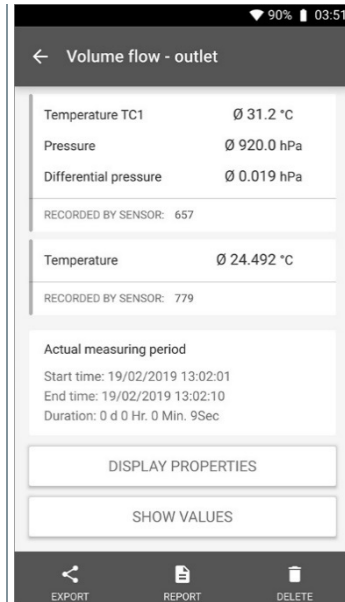 90% 03:51
Volume flow - outlet
Temperature TC1 Ø 31.2 °C
Pressure Ø 920.0 hPa
Differential pressure Ø 0.019 hPa
RECORDED BY SENSOR: 657
Temperature Ø 24.492 °C
RECORDED BY SENSOR: 779
Actual measuring period
Start time: 19/02/2019 13:02:01
End time: 19/02/2019 13:02:10
Duration: 0 d 0 Hr. 0 Min. 9Sec
DISPLAY PROPERTIES
SHOW VALUES
EXPORT REPORT DELETE